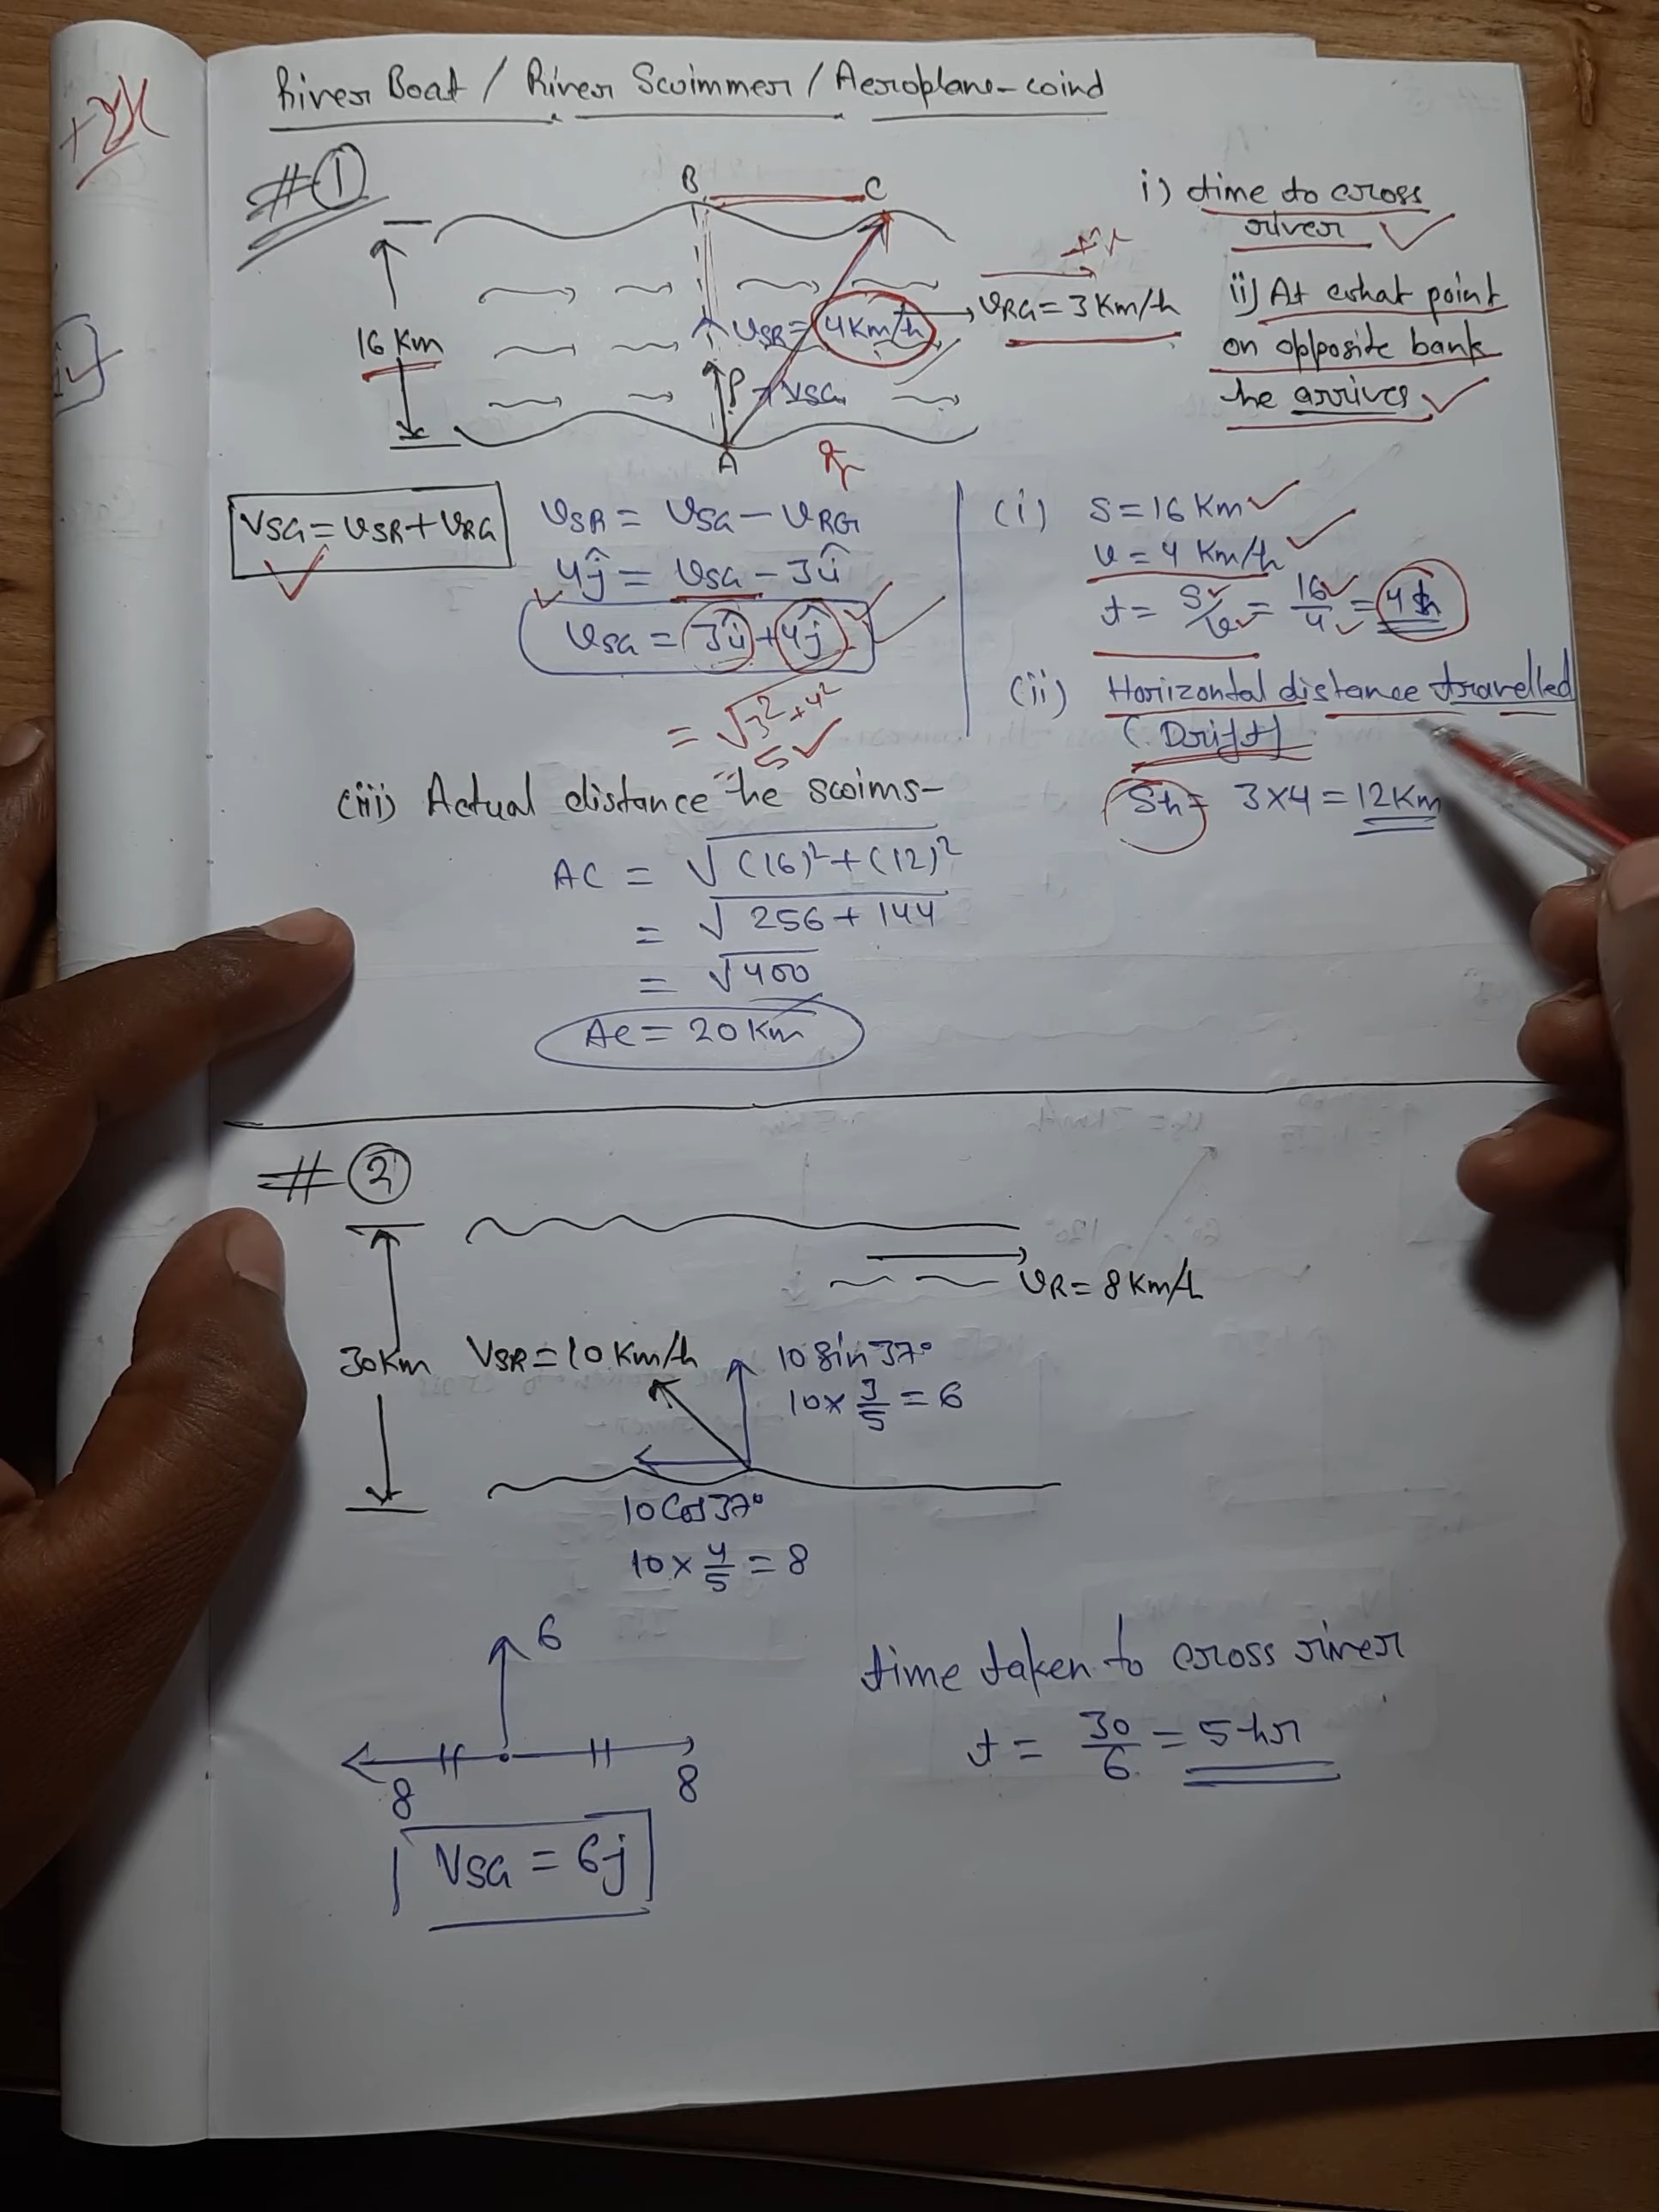 River Boat / River Swimmer / Aeroplane-wind
+ve
#①
B C
16 Km
VSR = 4Km/h
VRG = 3 Km/h
P
VSG
A
i) time to cross
river
ii) At what point
on opposite bank
he arrives
VSG = VSR + VRG
VSR = VSG - VRG
4ĵ = VSG - 3î
VSG = 3î + 4ĵ
= √3²+4²
5
(i) S = 16 Km
v = 4 Km/h
t = S/v = 16/4 = 4h
(ii) Horizontal distance travelled
(Drift)
Sh = 3×4 = 12Km
(iii) Actual distance he swims-
AC = √(16)²+(12)²
= √256 + 144
= √400
AC = 20 Km
#②
VR = 8 Km/h
30Km
VSR = 10 Km/h
10 Sin 37°
10 × 3/5 = 6
10 Cos 37°
10 × 4/5 = 8
6
8 8
VSG = 6j
time taken to cross river
t = 30/6 = 5 hr